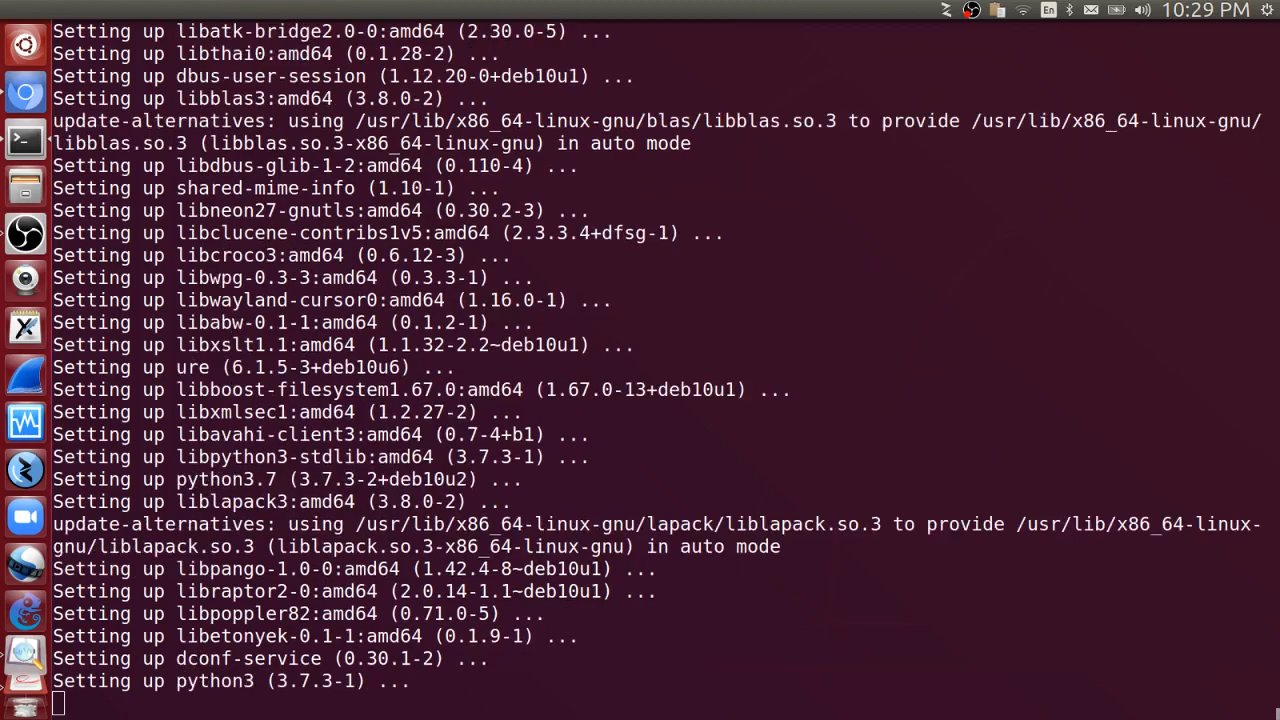 En 10:29 PM
Setting up libatk-bridge2.0-0:amd64 (2.30.0-5) ...
Setting up libthai0:amd64 (0.1.28-2) ...
Setting up dbus-user-session (1.12.20-0+deb10u1) ...
Setting up libblas3:amd64 (3.8.0-2) ...
update-alternatives: using /usr/lib/x86_64-linux-gnu/blas/libblas.so.3 to provide /usr/lib/x86_64-linux-gnu/
libblas.so.3 (libblas.so.3-x86_64-linux-gnu) in auto mode
Setting up libdbus-glib-1-2:amd64 (0.110-4) ...
Setting up shared-mime-info (1.10-1) ...
Setting up libneon27-gnutls:amd64 (0.30.2-3) ...
Setting up libclucene-contribs1v5:amd64 (2.3.3.4+dfsg-1) ...
Setting up libcroco3:amd64 (0.6.12-3) ...
Setting up libwpg-0.3-3:amd64 (0.3.3-1) ...
Setting up libwayland-cursor0:amd64 (1.16.0-1) ...
Setting up libabw-0.1-1:amd64 (0.1.2-1) ...
Setting up libxslt1.1:amd64 (1.1.32-2.2~deb10u1) ...
Setting up ure (6.1.5-3+deb10u6) ...
Setting up libboost-filesystem1.67.0:amd64 (1.67.0-13+deb10u1) ...
Setting up libxmlsec1:amd64 (1.2.27-2) ...
Setting up libavahi-client3:amd64 (0.7-4+b1) ...
Setting up libpython3-stdlib:amd64 (3.7.3-1) ...
Setting up python3.7 (3.7.3-2+deb10u2) ...
Setting up liblapack3:amd64 (3.8.0-2) ...
update-alternatives: using /usr/lib/x86_64-linux-gnu/lapack/liblapack.so.3 to provide /usr/lib/x86_64-linux-
gnu/liblapack.so.3 (liblapack.so.3-x86_64-linux-gnu) in auto mode
Setting up libpango-1.0-0:amd64 (1.42.4-8~deb10u1) ...
Setting up libraptor2-0:amd64 (2.0.14-1.1~deb10u1) ...
Setting up libpoppler82:amd64 (0.71.0-5) ...
Setting up libetonyek-0.1-1:amd64 (0.1.9-1) ...
Setting up dconf-service (0.30.1-2) ...
Setting up python3 (3.7.3-1) ...